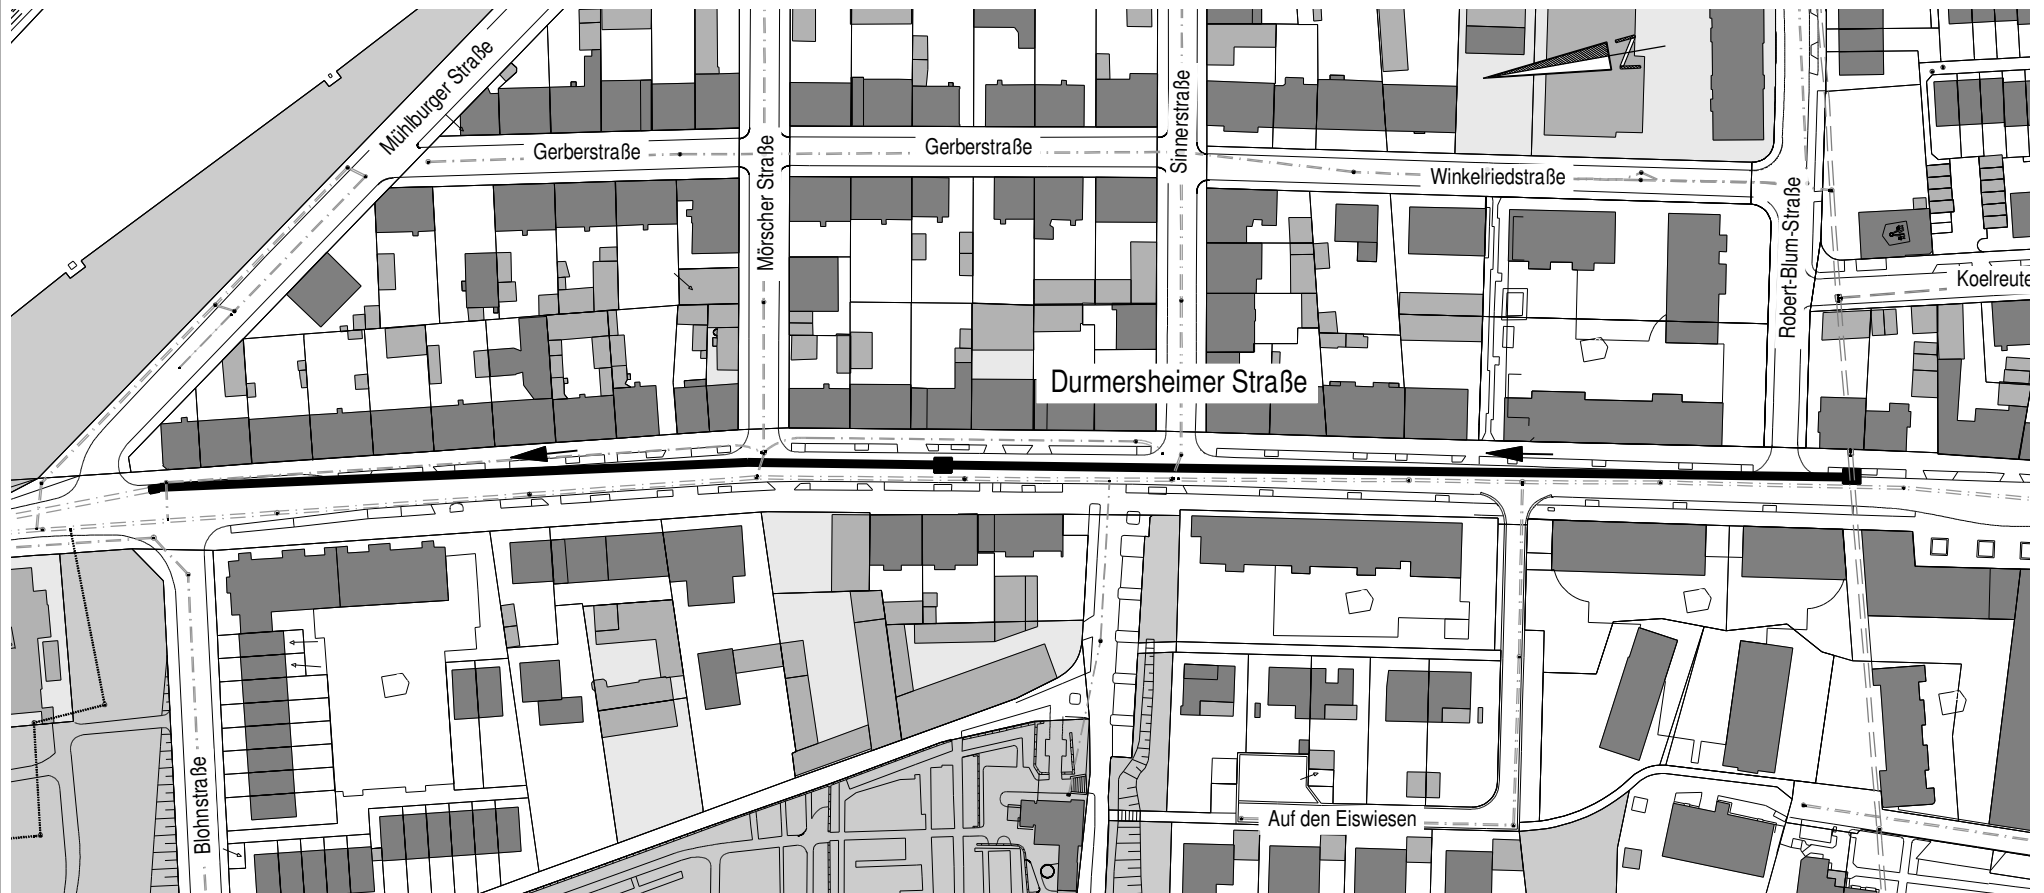 Mühlburger Straße
Gerberstraße
Mörscher Straße
Gerberstraße
Sinnerstraße
Winkelriedstraße
Robert-Blum-Straße
Koelreute
Durmersheimer Straße
Blohnstraße
Auf den Eiswiesen
N